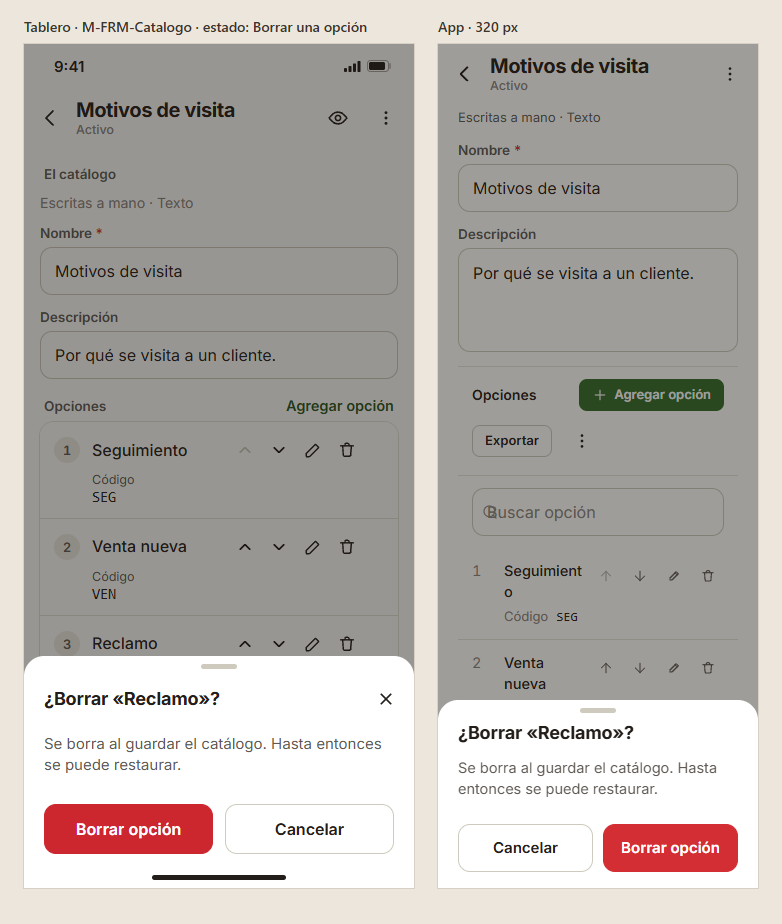 Tablero · M-FRM-Catalogo · estado: Borrar una opción
9:41
Motivos de visita
Activo
El catálogo
Escritas a mano · Texto
Nombre *
Motivos de visita
Descripción
Por qué se visita a un cliente.
Opciones
Agregar opción
1
Seguimiento
Código
SEG
2
Venta nueva
Código
VEN
3
Reclamo
¿Borrar «Reclamo»?
Se borra al guardar el catálogo. Hasta entonces
se puede restaurar.
Borrar opción
Cancelar
App · 320 px
Motivos de visita
Activo
Escritas a mano · Texto
Nombre *
Motivos de visita
Descripción
Por qué se visita a un cliente.
Opciones
Agregar opción
Exportar
Buscar opción
1
Seguimient
o
Código SEG
2
Venta
nueva
¿Borrar «Reclamo»?
Se borra al guardar el catálogo. Hasta
entonces se puede restaurar.
Cancelar
Borrar opción